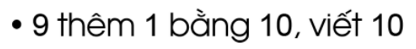 • 9 thêm 1 bằng 10, viết 10